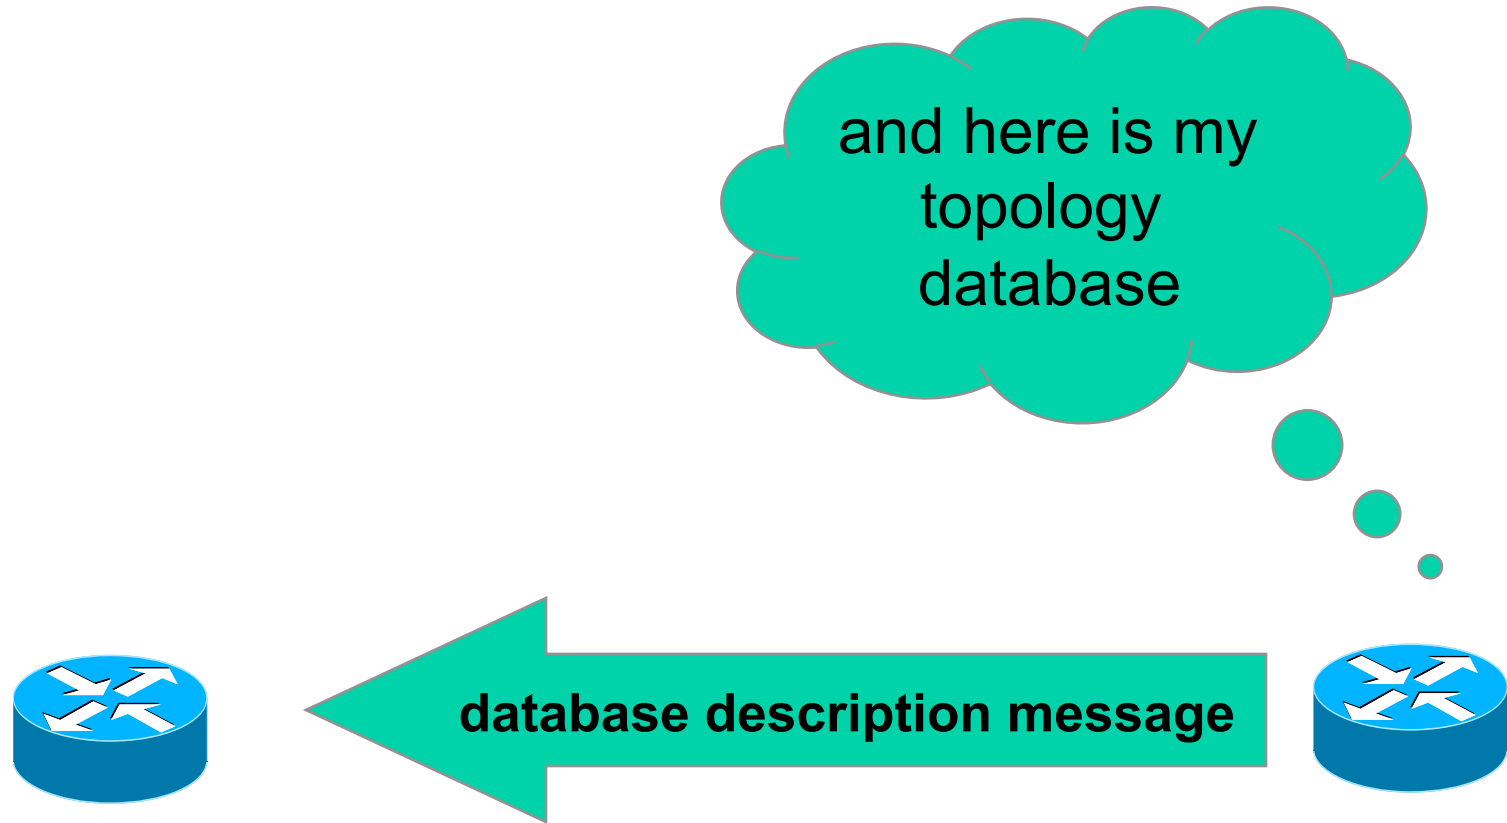 and here is my
topology
database
database description message